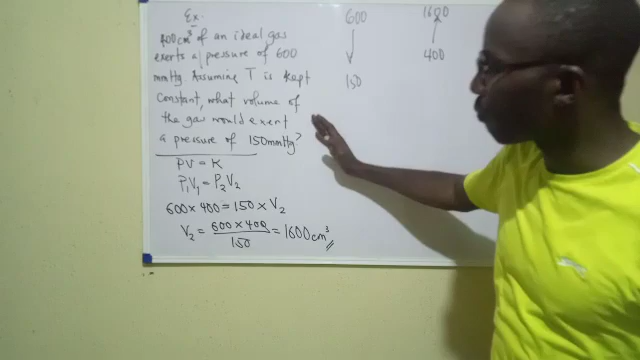 Ex.
400cm³ of an ideal gas
exerts a pressure of 600
mmHg. Assuming T is kept
Constant, what volume of
the gas would exert
a pressure of 150mmHg?
PV = K
P₁V₁ = P₂V₂
600 × 400 = 150 × V₂
V₂ = 600 × 400 / 150 = 1600cm³
600 1600
150 400